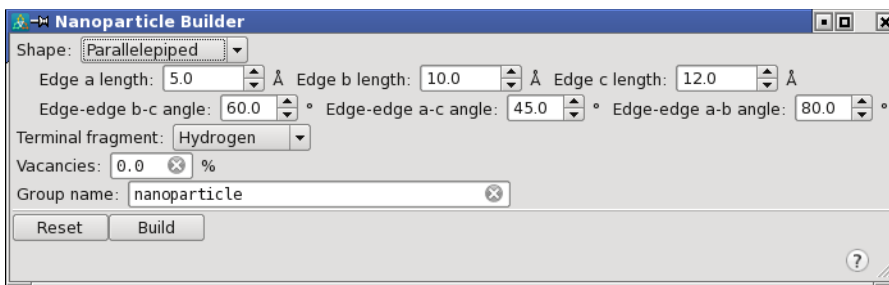 Nanoparticle Builder
Shape: Parallelepiped
Edge a length: 5.0 Å Edge b length: 10.0 Å Edge c length: 12.0 Å
Edge-edge b-c angle: 60.0 ° Edge-edge a-c angle: 45.0 ° Edge-edge a-b angle: 80.0 °
Terminal fragment: Hydrogen
Vacancies: 0.0 %
Group name: nanoparticle
Reset Build
?